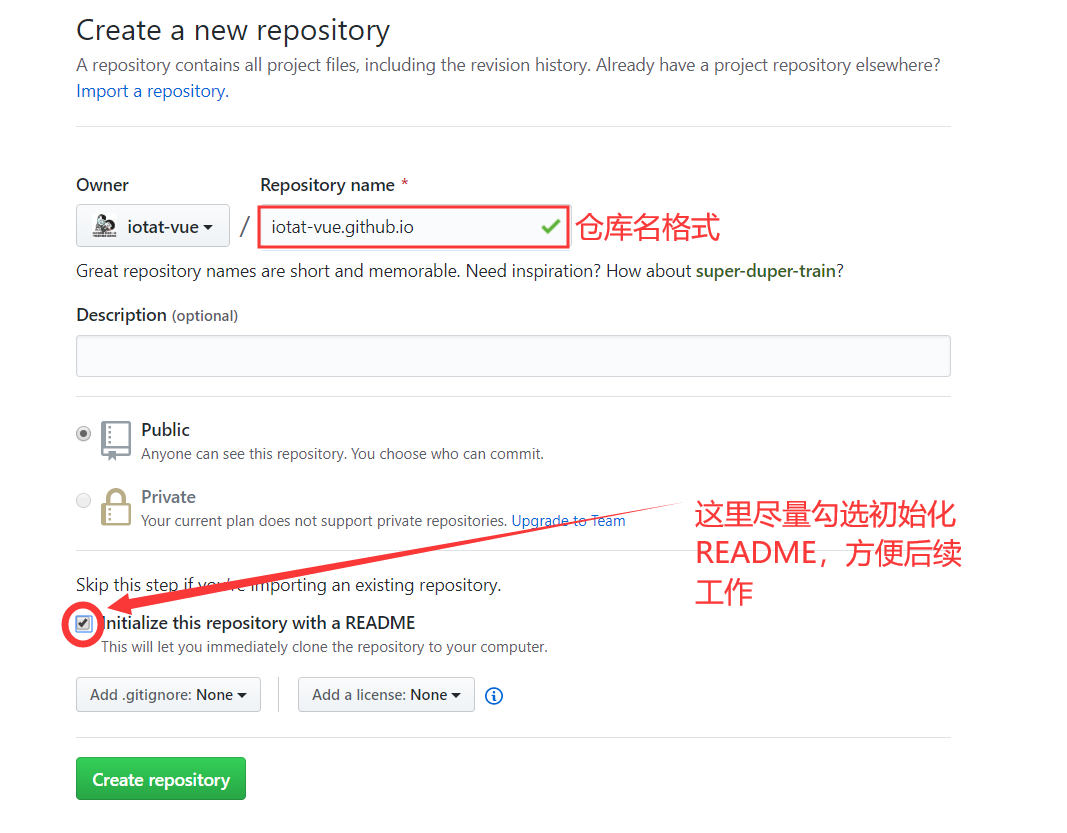 Create a new repository
A repository contains all project files, including the revision history. Already have a project repository elsewhere?
Import a repository.
Owner
Repository name *
iotat-vue
/
iotat-vue.github.io
仓库名格式
Great repository names are short and memorable. Need inspiration? How about super-duper-train?
Description (optional)
Public
Anyone can see this repository. You choose who can commit.
Private
Your current plan does not support private repositories. Upgrade to Team
这里尽量勾选初始化
README，方便后续
工作
Skip this step if you're importing an existing repository.
Initialize this repository with a README
This will let you immediately clone the repository to your computer.
Add .gitignore: None
Add a license: None
Create repository